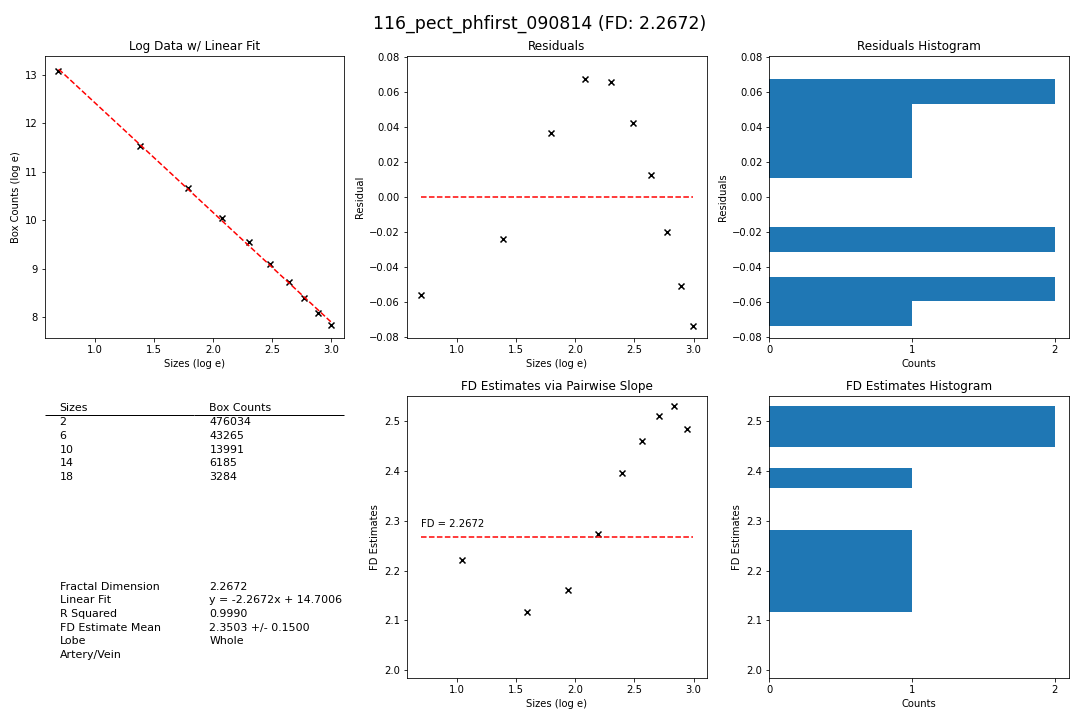 116_pect_phfirst_090814 (FD: 2.2672)
Log Data w/ Linear Fit
13
12
11
10
9
8
Box Counts (log e)
1.0 1.5 2.0 2.5 3.0
Sizes (log e)
Residuals
0.08
0.06
0.04
0.02
0.00
−0.02
−0.04
−0.06
−0.08
Residual
1.0 1.5 2.0 2.5 3.0
Sizes (log e)
Residuals Histogram
0.08
0.06
0.04
0.02
0.00
−0.02
−0.04
−0.06
−0.08
Residuals
0 1 2
Counts
Sizes Box Counts
2 476034
6 43265
10 13991
14 6185
18 3284
Fractal Dimension 2.2672
Linear Fit y = -2.2672x + 14.7006
R Squared 0.9990
FD Estimate Mean 2.3503 +/- 0.1500
Lobe Whole
Artery/Vein
FD Estimates via Pairwise Slope
2.5
2.4
2.3
2.2
2.1
2.0
FD Estimates
FD = 2.2672
1.0 1.5 2.0 2.5 3.0
Sizes (log e)
FD Estimates Histogram
2.5
2.4
2.3
2.2
2.1
2.0
FD Estimates
0 1 2
Counts